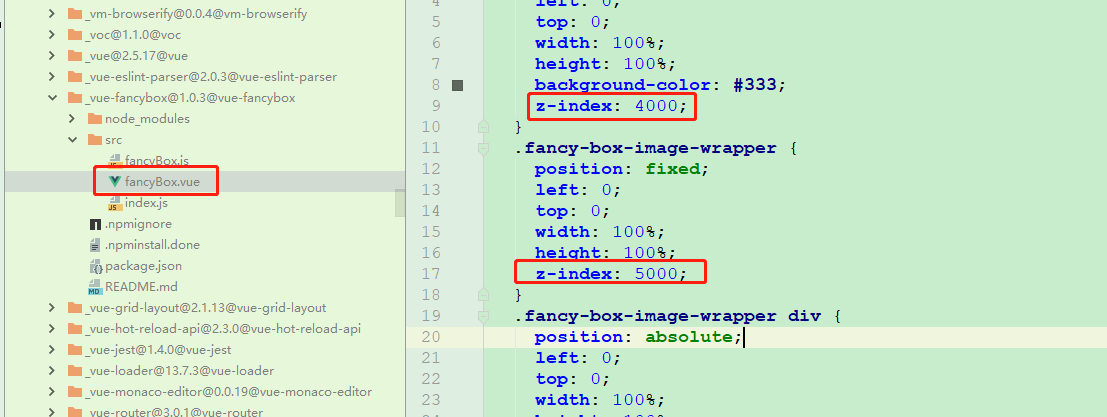 _vm-browserify@0.0.4@vm-browserify
_voc@1.1.0@voc
_vue@2.5.17@vue
_vue-eslint-parser@2.0.3@vue-eslint-parser
_vue-fancybox@1.0.3@vue-fancybox
node_modules
src
fancyBox.js
fancyBox.vue
index.js
.npmignore
.npminstall.done
package.json
README.md
_vue-grid-layout@2.1.13@vue-grid-layout
_vue-hot-reload-api@2.3.0@vue-hot-reload-api
_vue-jest@1.4.0@vue-jest
_vue-loader@13.7.3@vue-loader
_vue-monaco-editor@0.0.19@vue-monaco-editor
_vue-router@3.0.1@vue-router
4 left: 0;
5 top: 0;
6 width: 100%;
7 height: 100%;
8 background-color: #333;
9 z-index: 4000;
10 }
11 .fancy-box-image-wrapper {
12 position: fixed;
13 left: 0;
14 top: 0;
15 width: 100%;
16 height: 100%;
17 z-index: 5000;
18 }
19 .fancy-box-image-wrapper div {
20 position: absolute;
21 left: 0;
22 top: 0;
23 width: 100%;
24 height: 100%;